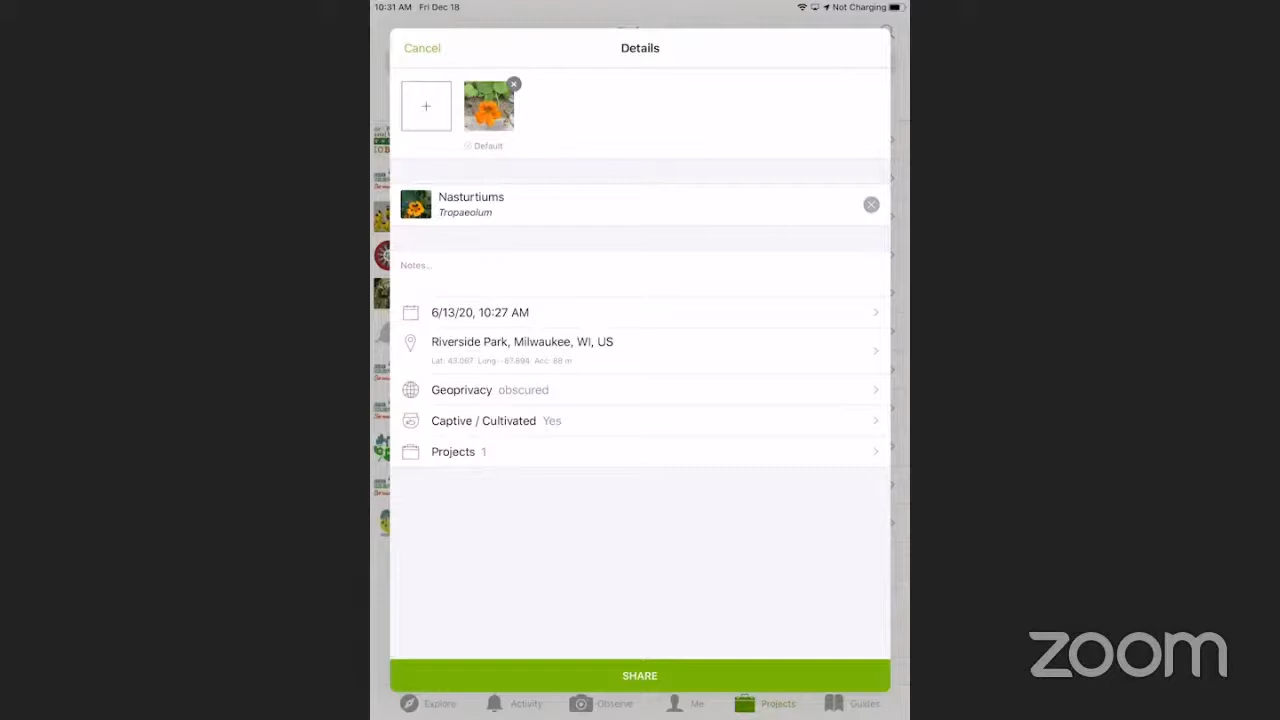 10:31 AM Fri Dec 18
Not Charging
Cancel
Details
+
Default
Nasturtiums
Tropaeolum
Notes...
6/13/20, 10:27 AM
Riverside Park, Milwaukee, WI, US
Lat: 43.067 Long: -87.894 Acc: 68 m
Geoprivacy obscured
Captive / Cultivated Yes
Projects 1
SHARE
Explore
Activity
Observe
Me
Projects
Guides
zoom